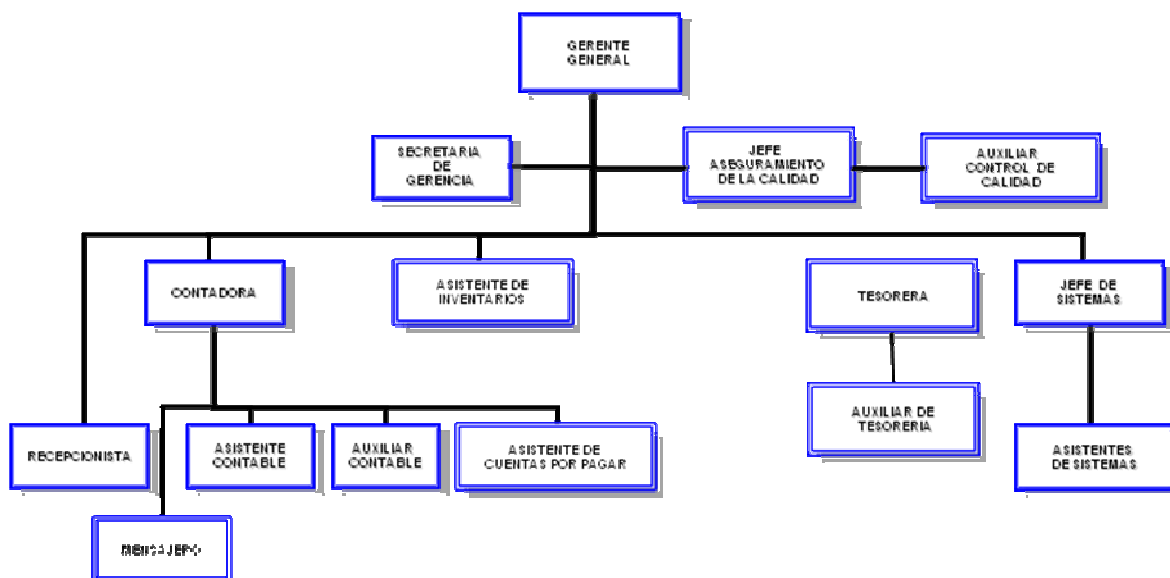 GERENTE
GENERAL
SECRETARIA
DE
GERENCIA
JEFE
ASEGURAMIENTO
DE LA CALIDAD
AUXILIAR
CONTROL DE
CALIDAD
CONTADORA
ASISTENTE DE
INVENTARIOS
TESORERA
JEFE DE
SISTEMAS
RECEPCIONISTA
ASISTENTE
CONTABLE
AUXILIAR
CONTABLE
ASISTENTE DE
CUENTAS POR PAGAR
AUXILIAR DE
TESORERIA
ASISTENTES
DE SISTEMAS
MENSAJERO